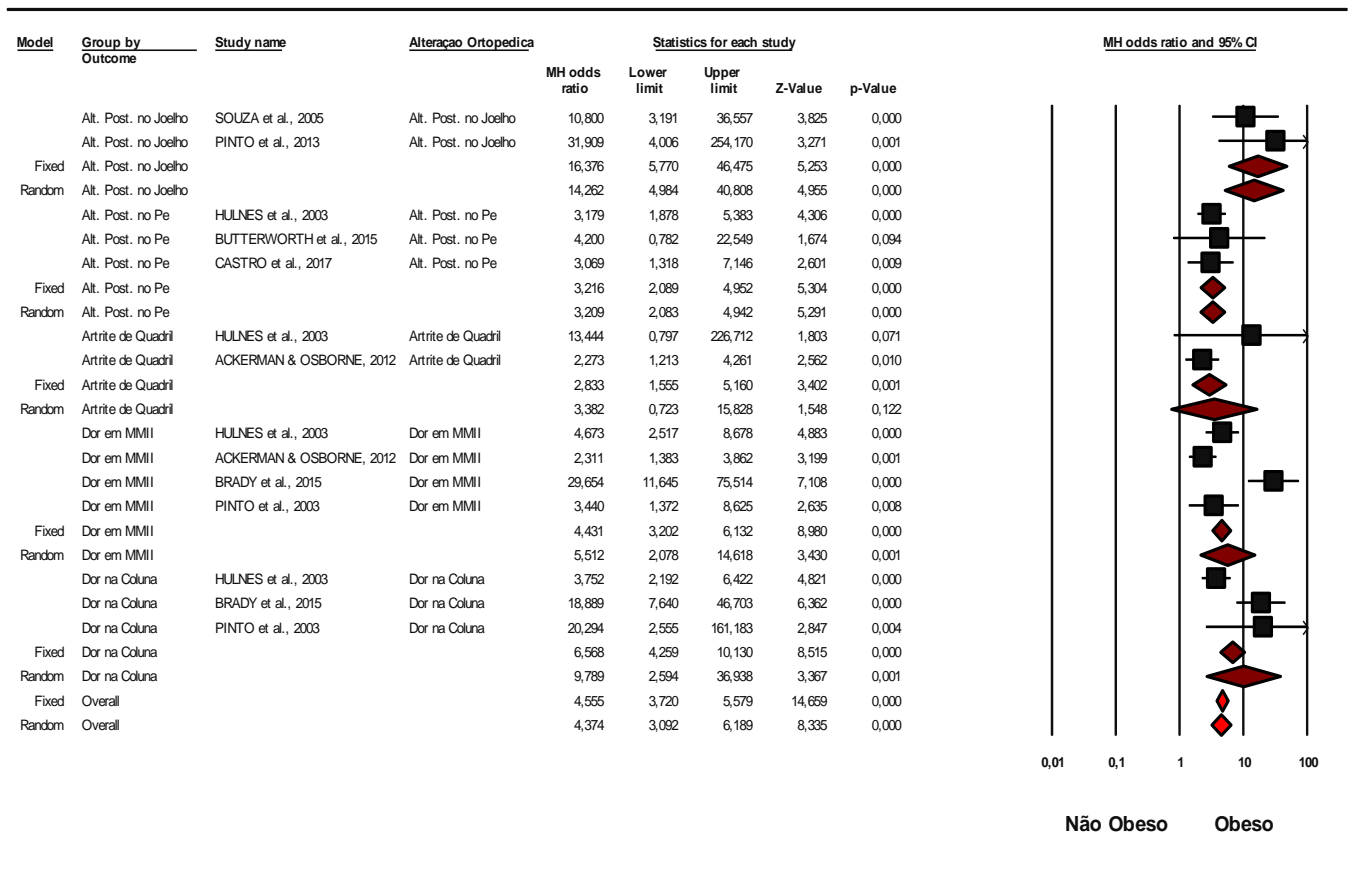 Model Group by Outcome Study name Alteraçao Ortopedica Statistics for each study MH odds ratio and 95% CI
MH odds ratio Lower limit Upper limit Z-Value p-Value
Alt. Post. no Joelho SOUZA et al., 2005 Alt. Post. no Joelho 10,800 3,191 36,557 3,825 0,000
Alt. Post. no Joelho PINTO et al., 2013 Alt. Post. no Joelho 31,909 4,006 254,170 3,271 0,001
Fixed Alt. Post. no Joelho 16,376 5,770 46,475 5,253 0,000
Random Alt. Post. no Joelho 14,262 4,984 40,808 4,955 0,000
Alt. Post. no Pe HULNES et al., 2003 Alt. Post. no Pe 3,179 1,878 5,383 4,306 0,000
Alt. Post. no Pe BUTTERWORTH et al., 2015 Alt. Post. no Pe 4,200 0,782 22,549 1,674 0,094
Alt. Post. no Pe CASTRO et al., 2017 Alt. Post. no Pe 3,069 1,318 7,146 2,601 0,009
Fixed Alt. Post. no Pe 3,216 2,089 4,952 5,304 0,000
Random Alt. Post. no Pe 3,209 2,083 4,942 5,291 0,000
Artrite de Quadril HULNES et al., 2003 Artrite de Quadril 13,444 0,797 226,712 1,803 0,071
Artrite de Quadril ACKERMAN & OSBORNE, 2012 Artrite de Quadril 2,273 1,213 4,261 2,562 0,010
Fixed Artrite de Quadril 2,833 1,555 5,160 3,402 0,001
Random Artrite de Quadril 3,382 0,723 15,828 1,548 0,122
Dor em MMII HULNES et al., 2003 Dor em MMII 4,673 2,517 8,678 4,883 0,000
Dor em MMII ACKERMAN & OSBORNE, 2012 Dor em MMII 2,311 1,383 3,862 3,199 0,001
Dor em MMII BRADY et al., 2015 Dor em MMII 29,654 11,645 75,514 7,108 0,000
Dor em MMII PINTO et al., 2003 Dor em MMII 3,440 1,372 8,625 2,635 0,008
Fixed Dor em MMII 4,431 3,202 6,132 8,980 0,000
Random Dor em MMII 5,512 2,078 14,618 3,430 0,001
Dor na Coluna HULNES et al., 2003 Dor na Coluna 3,752 2,192 6,422 4,821 0,000
Dor na Coluna BRADY et al., 2015 Dor na Coluna 18,889 7,640 46,703 6,362 0,000
Dor na Coluna PINTO et al., 2003 Dor na Coluna 20,294 2,555 161,183 2,847 0,004
Fixed Dor na Coluna 6,568 4,259 10,130 8,515 0,000
Random Dor na Coluna 9,789 2,594 36,938 3,367 0,001
Fixed Overall 4,555 3,720 5,579 14,659 0,000
Random Overall 4,374 3,092 6,189 8,335 0,000
0,01 0,1 1 10 100
Não Obeso Obeso